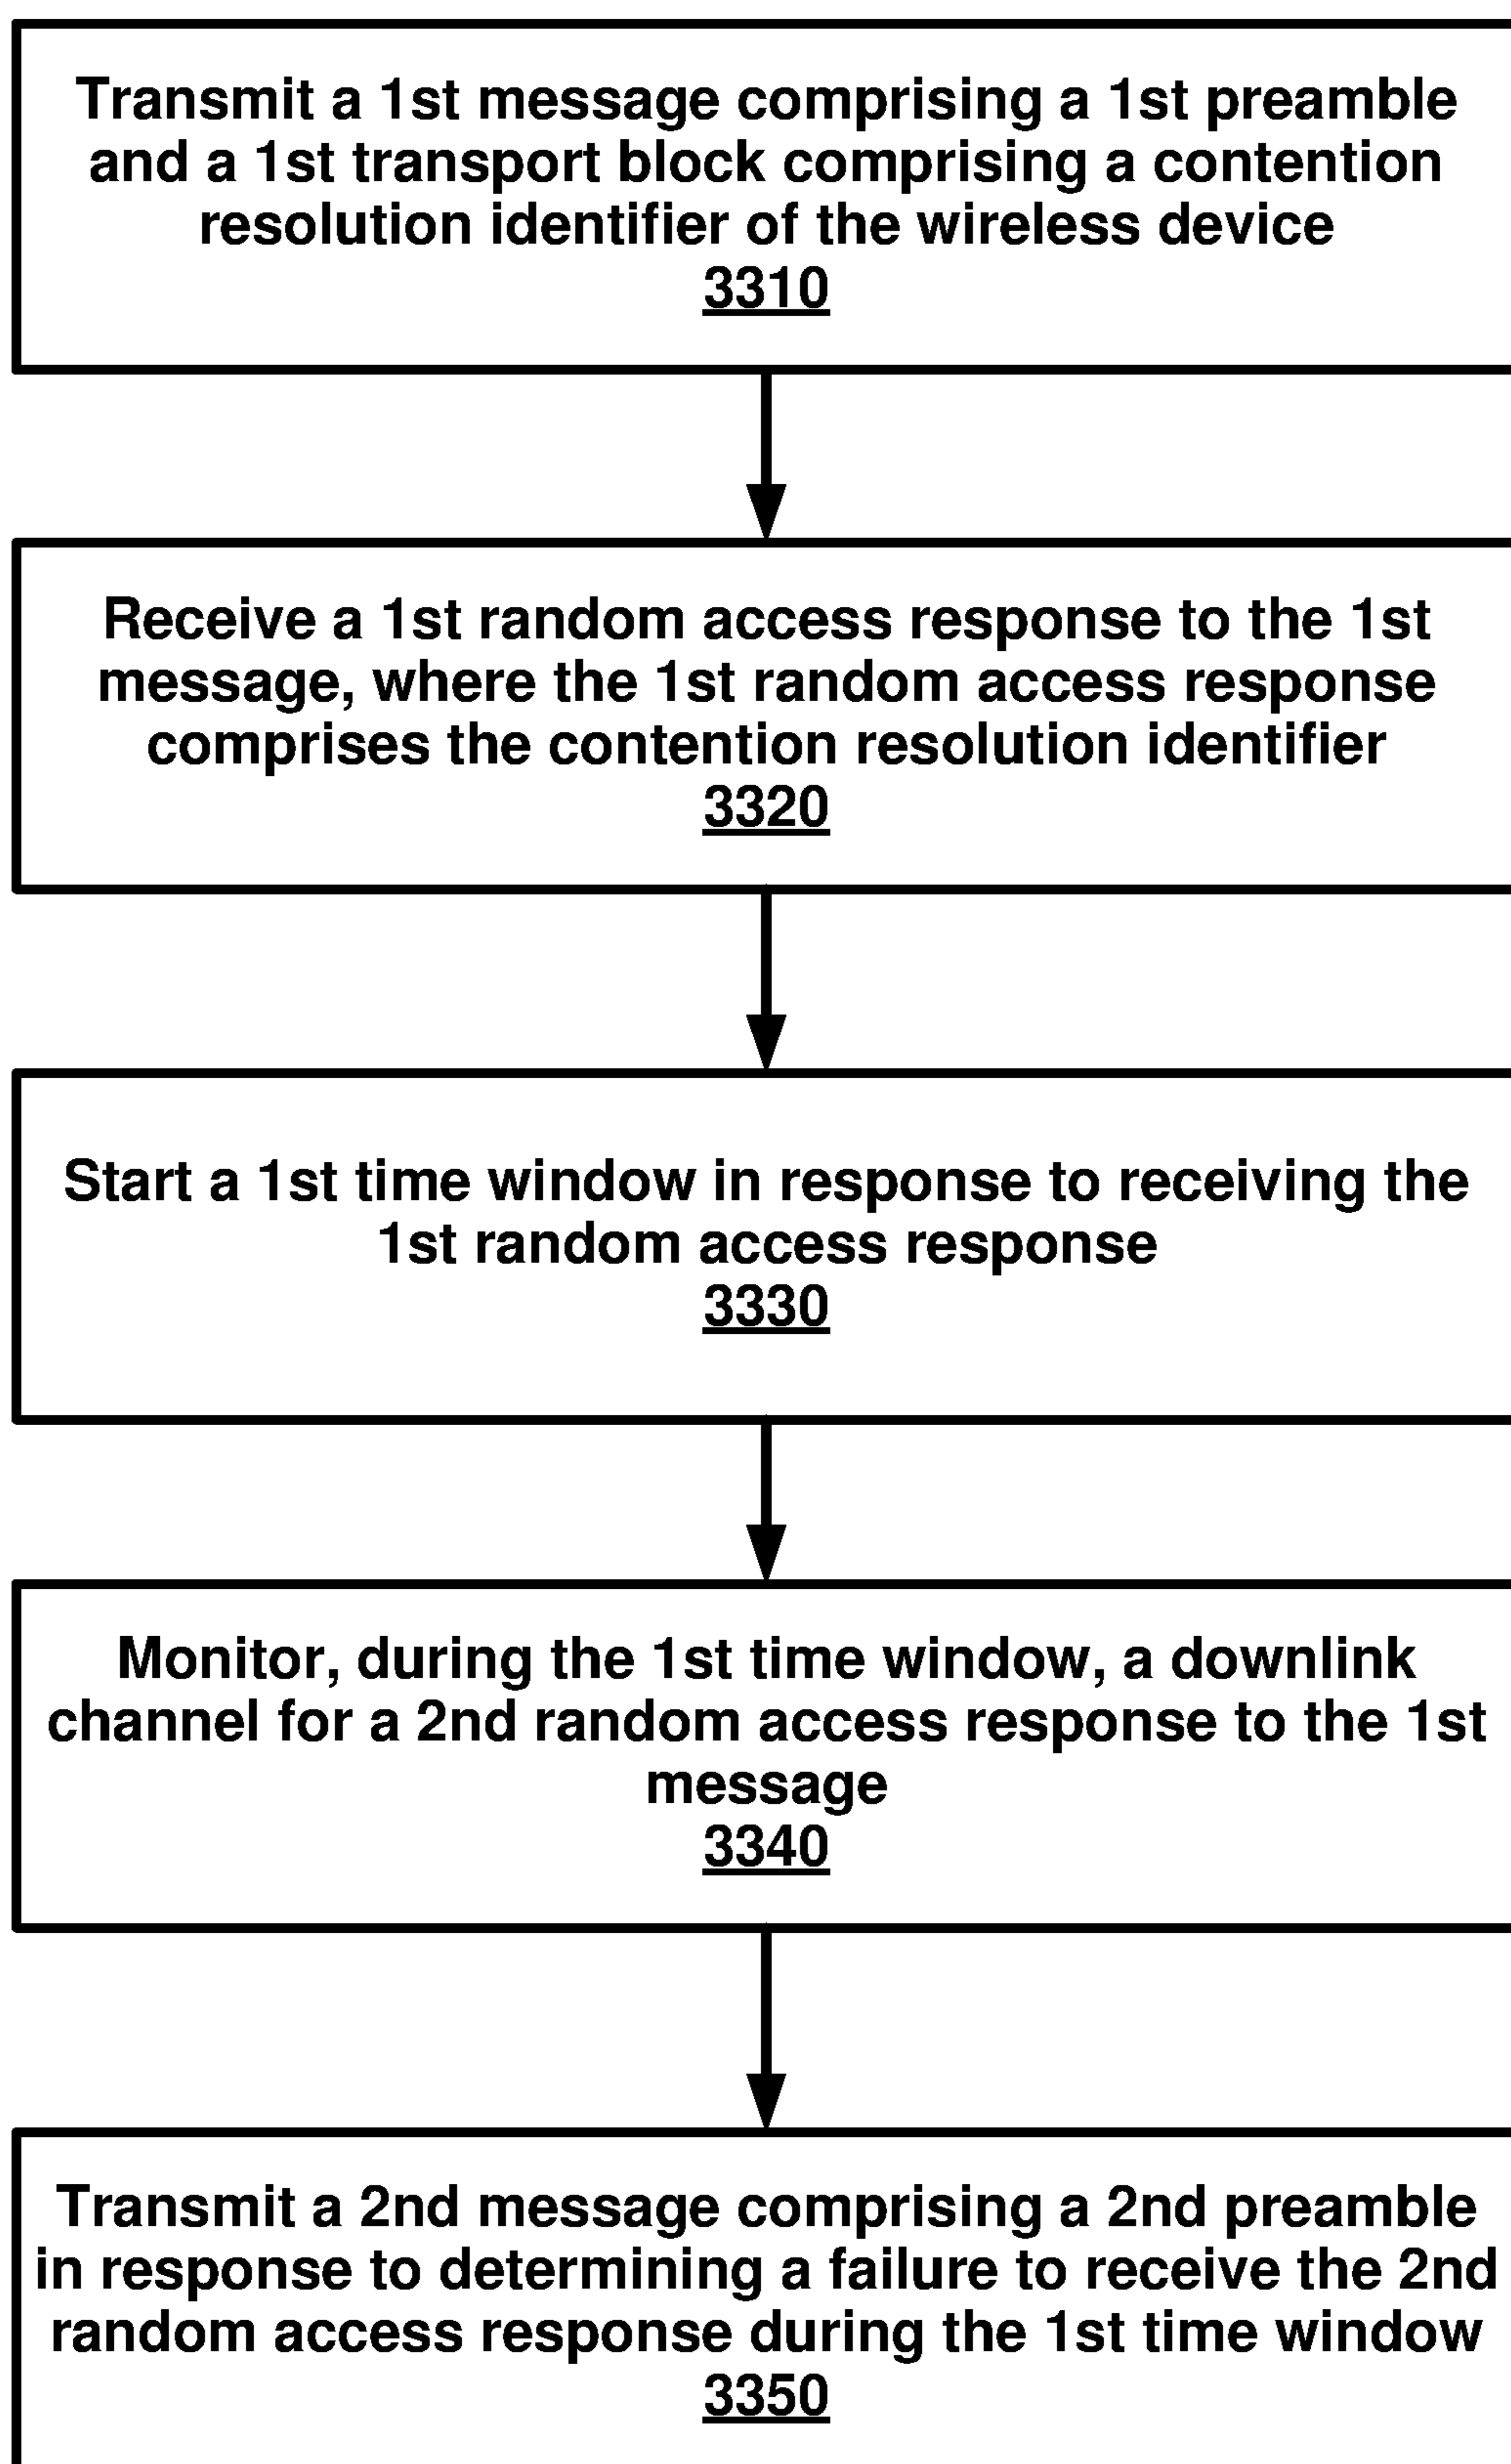 Transmit a 1st message comprising a 1st preamble
and a 1st transport block comprising a contention
resolution identifier of the wireless device
3310
Receive a 1st random access response to the 1st
message, where the 1st random access response
comprises the contention resolution identifier
3320
Start a 1st time window in response to receiving the
1st random access response
3330
Monitor, during the 1st time window, a downlink
channel for a 2nd random access response to the 1st
message
3340
Transmit a 2nd message comprising a 2nd preamble
in response to determining a failure to receive the 2nd
random access response during the 1st time window
3350